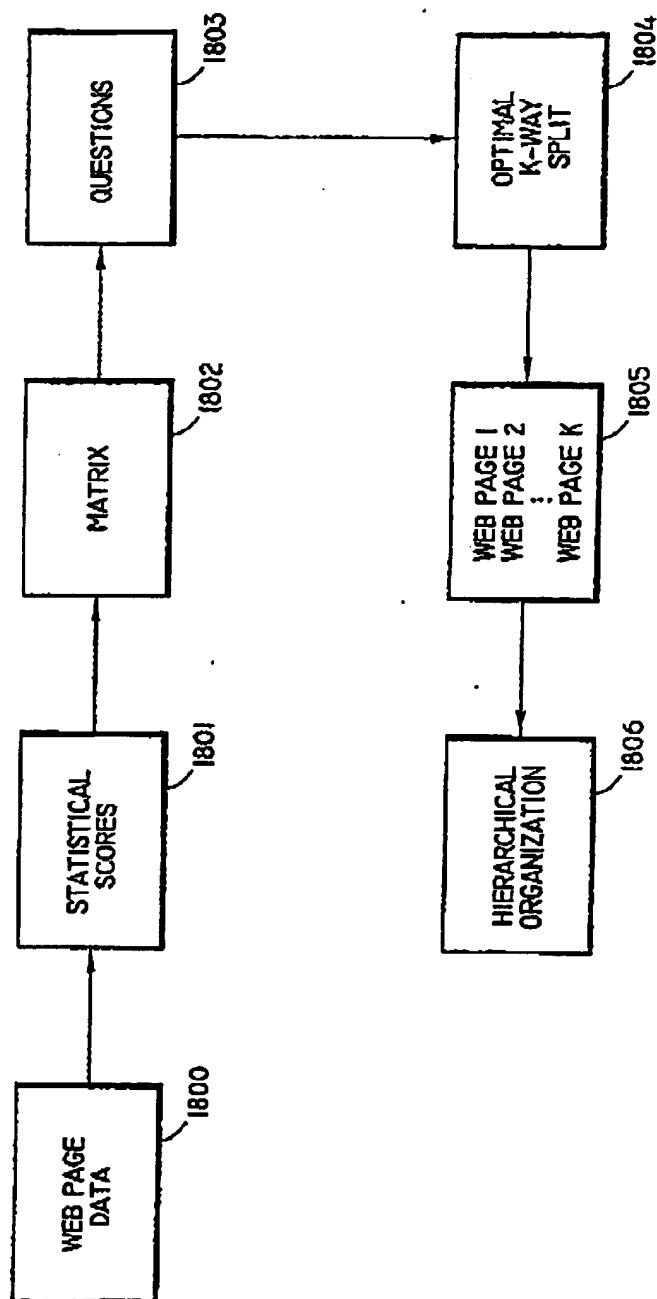 WEB PAGE
DATA
1800
STATISTICAL
SCORES
1801
MATRIX
1802
QUESTIONS
1803
OPTIMAL
K-WAY
SPLIT
1804
WEB PAGE 1
WEB PAGE 2
⋮
WEB PAGE K
1805
HIERARCHICAL
ORGANIZATION
1806